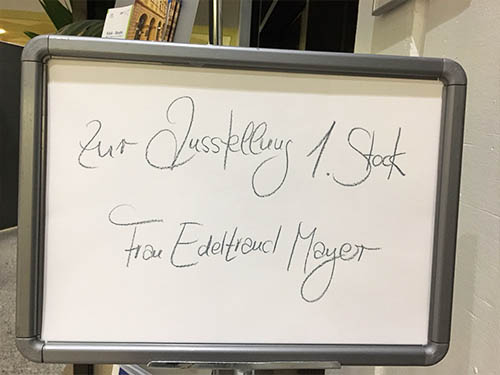 zur Ausstellung 1. Stock
Frau Edeltraud Mayer